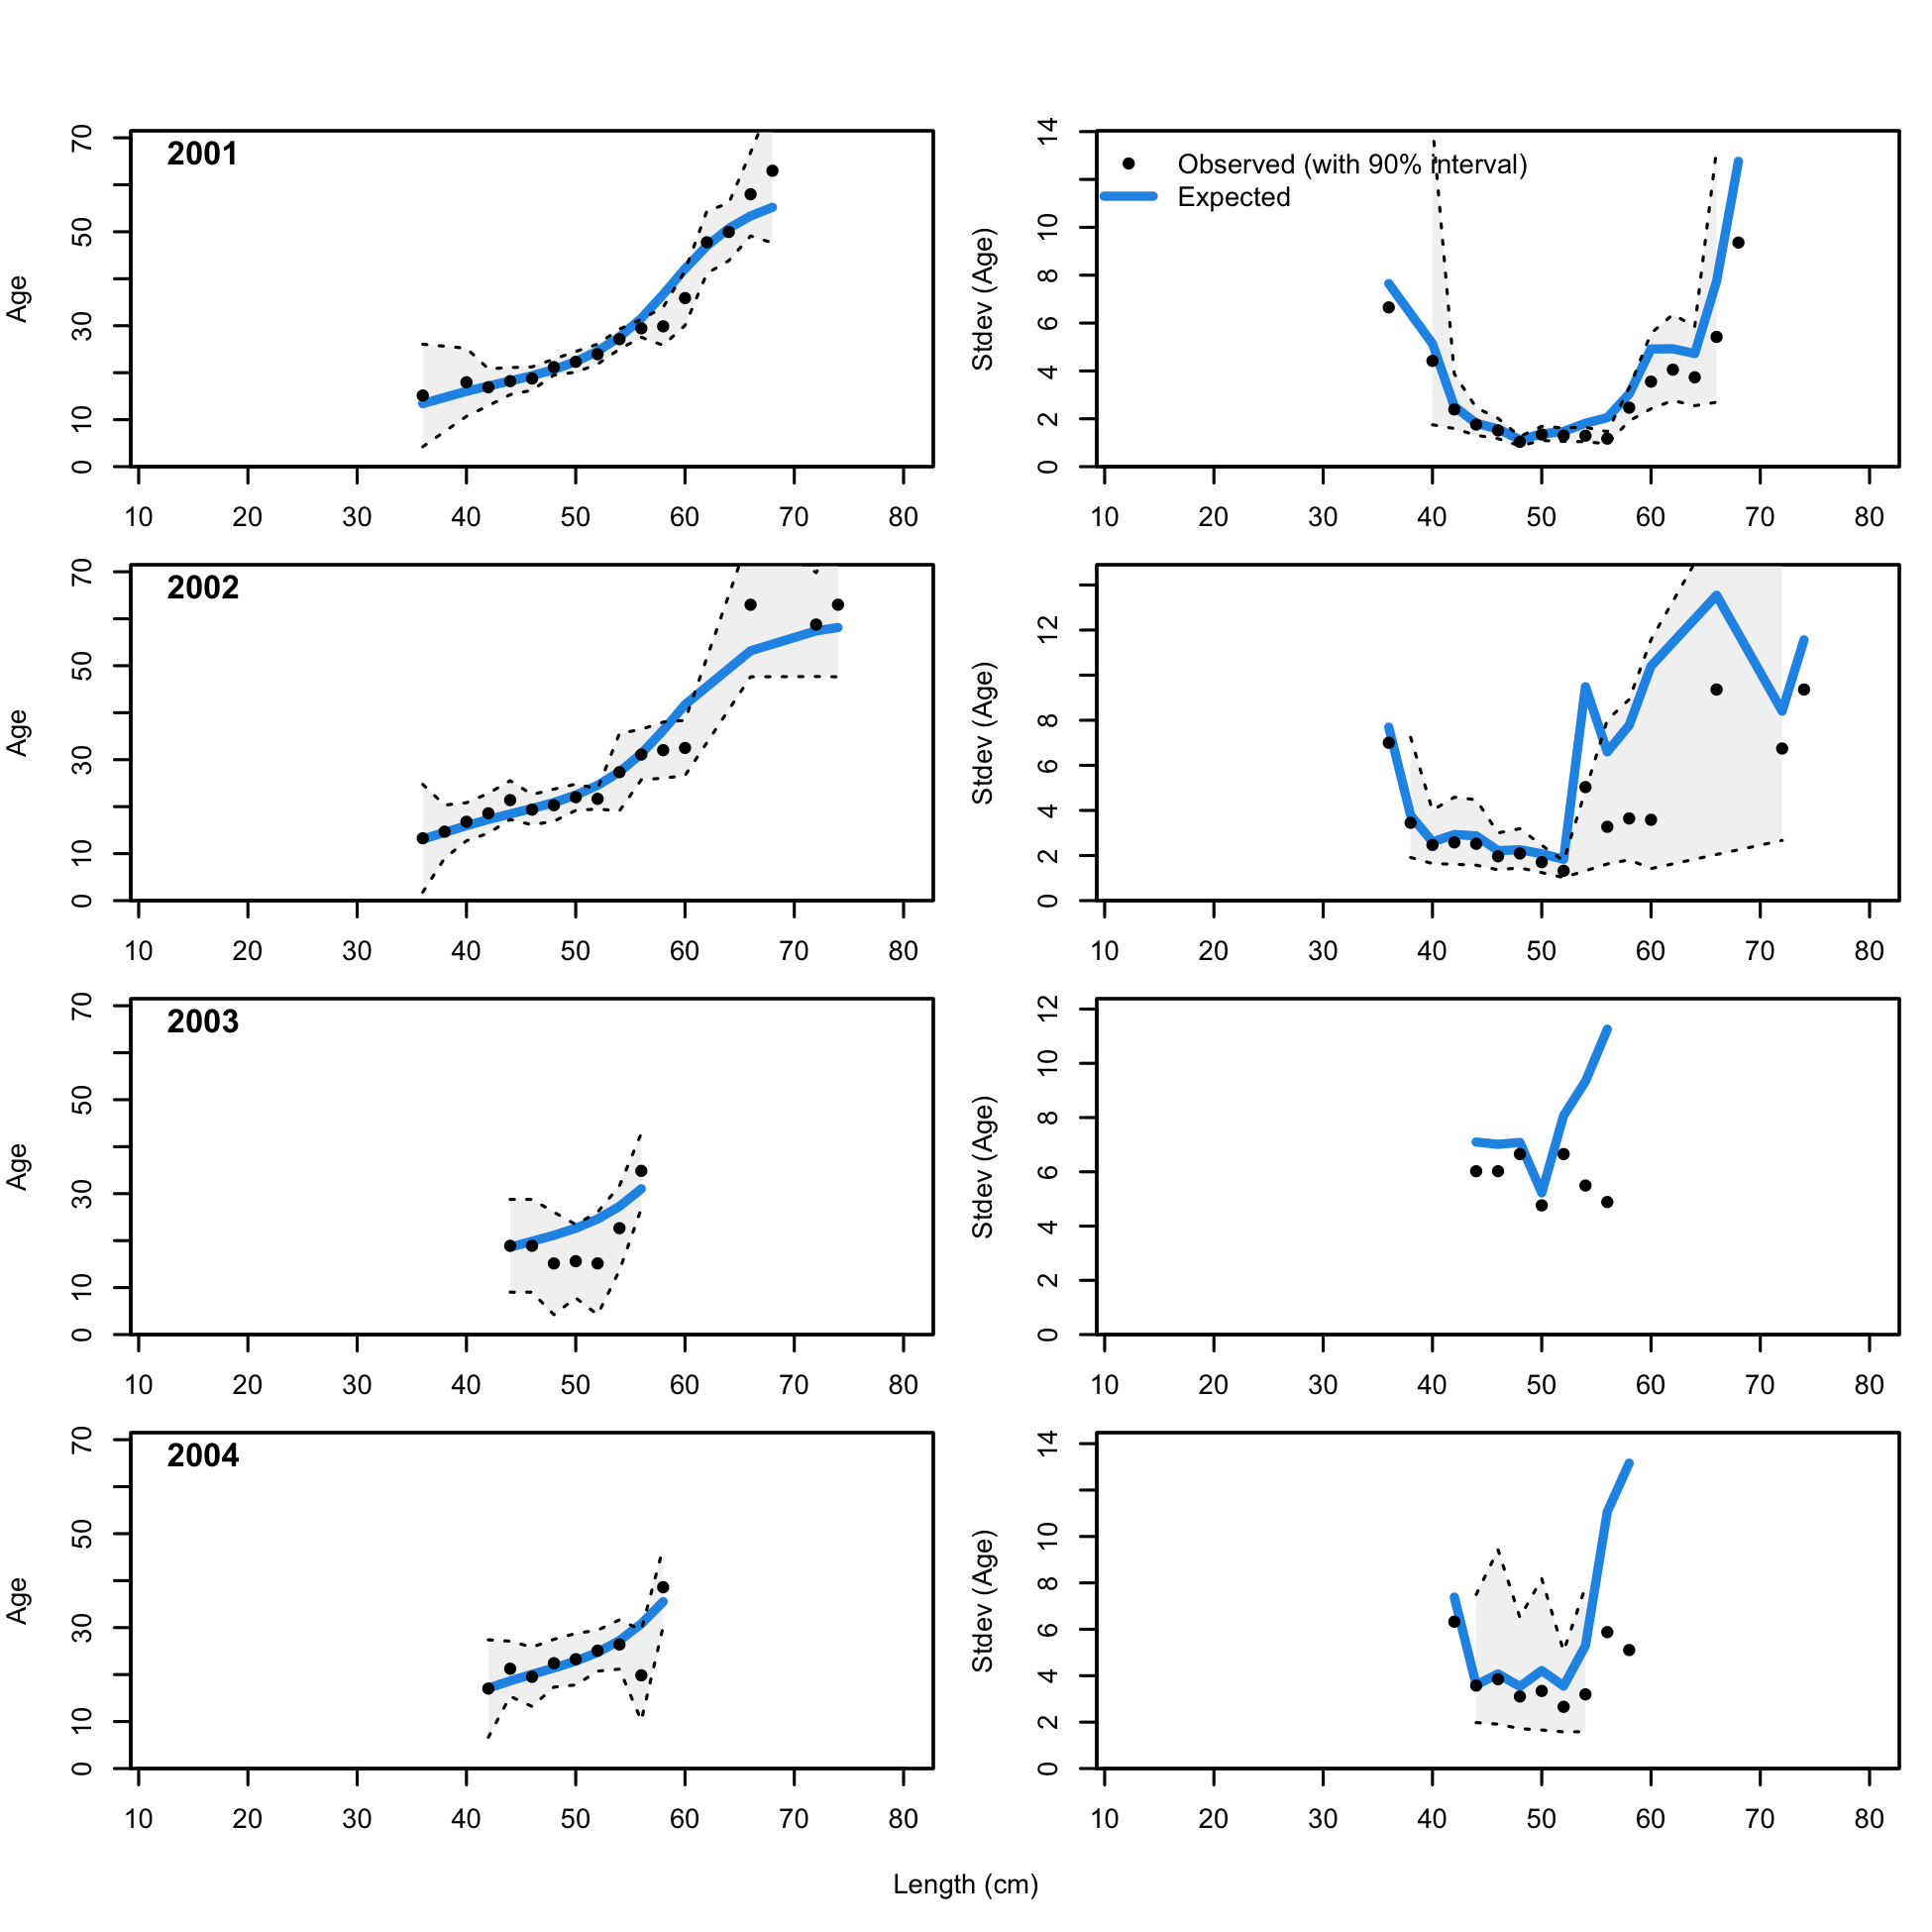 2001
Age
0 10 30 50 70
10 20 30 40 50 60 70 80
Observed (with 90% interval)
Expected
Stdev (Age)
0 2 4 6 8 10 14
10 20 30 40 50 60 70 80
2002
Age
0 10 30 50 70
10 20 30 40 50 60 70 80
Stdev (Age)
0 2 4 6 8 12
10 20 30 40 50 60 70 80
2003
Age
0 10 30 50 70
10 20 30 40 50 60 70 80
Stdev (Age)
0 2 4 6 8 10 12
10 20 30 40 50 60 70 80
2004
Age
0 10 30 50 70
10 20 30 40 50 60 70 80
Stdev (Age)
0 2 4 6 8 10 14
10 20 30 40 50 60 70 80
Length (cm)